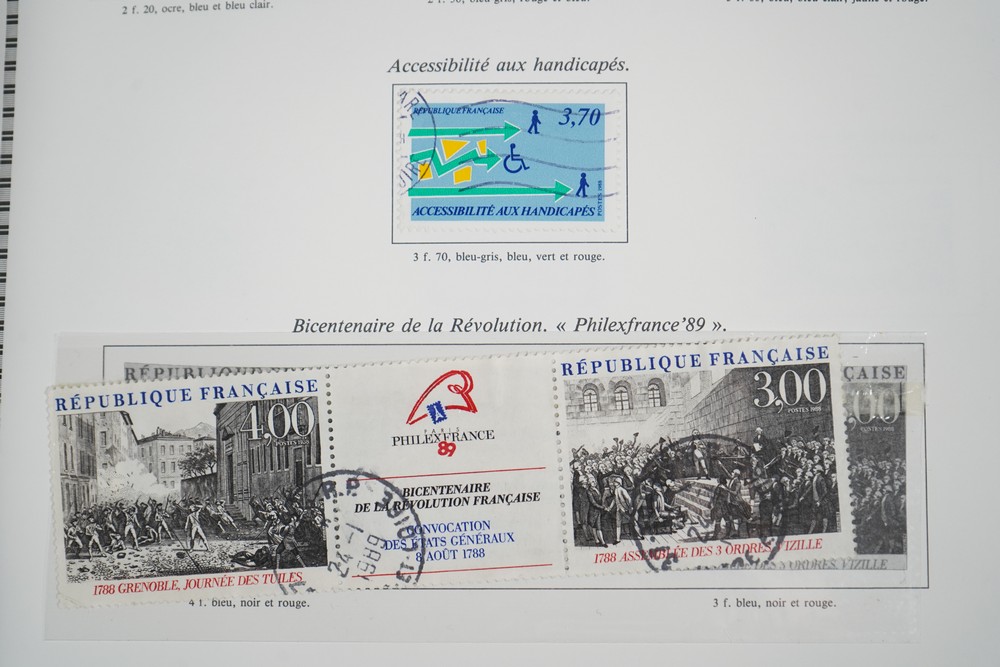 2 f. 20, ocre, bleu et bleu clair.
Accessibilité aux handicapés.
RÉPUBLIQUE FRANÇAISE
3,70
ACCESSIBILITÉ AUX HANDICAPÉS
POSTES 1988
3 f. 70, bleu-gris, bleu, vert et rouge.
Bicentenaire de la Révolution. « Philexfrance'89 ».
RÉPUBLIQUE FRANÇAISE
4,00
POSTES 1988
1788 GRENOBLE, JOURNÉE DES TUILES
PARIS
PHILEXFRANCE
89
BICENTENAIRE
DE LA RÉVOLUTION FRANÇAISE
CONVOCATION
DES ÉTATS GÉNÉRAUX
8 AOÛT 1788
R.P.
24-1
1989
RÉPUBLIQUE FRANÇAISE
3,00
POSTES 1988
1788 ASSEMBLÉE DES 3 ORDRES, VIZILLE
4 f. bleu, noir et rouge.
3 f. bleu, noir et rouge.